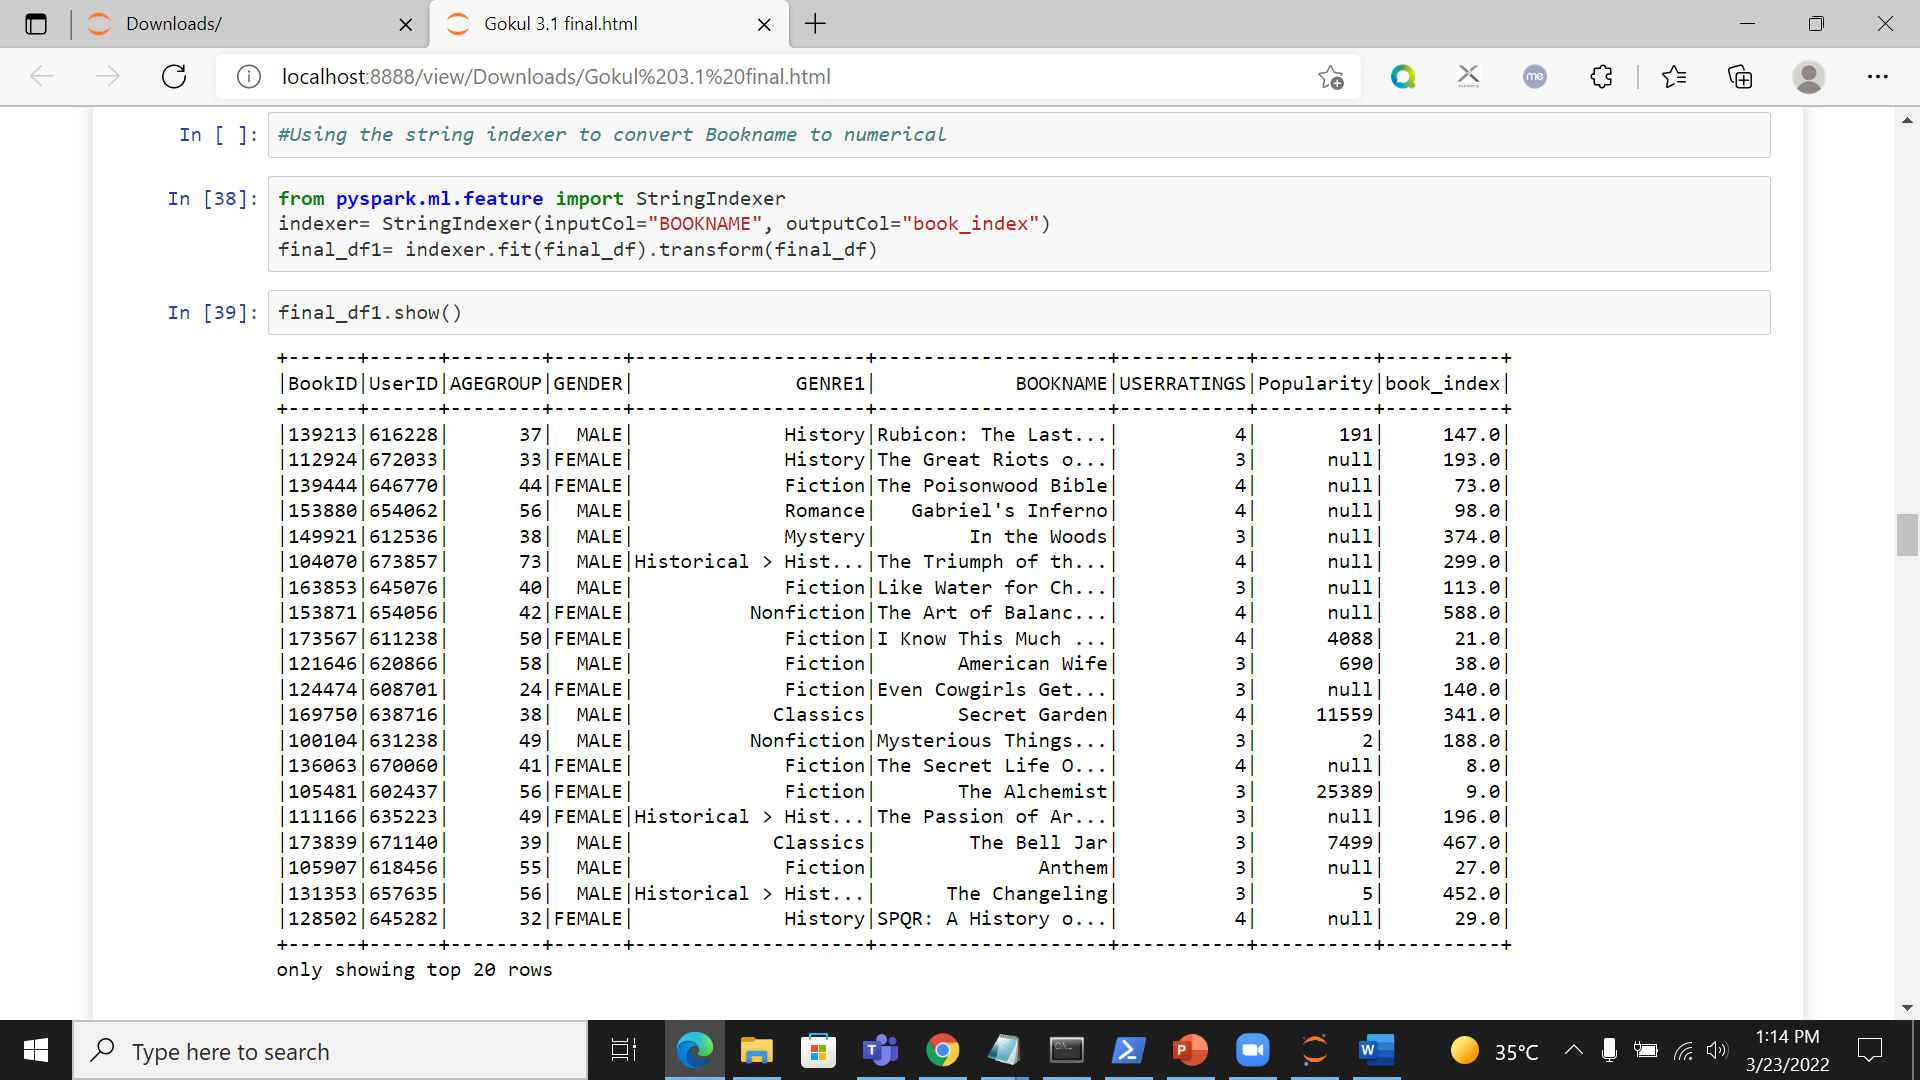 Downloads/
Gokul 3.1 final.html
localhost:8888/view/Downloads/Gokul%203.1%20final.html
me
In [ ]: #Using the string indexer to convert Bookname to numerical
In [38]: from pyspark.ml.feature import StringIndexer
indexer= StringIndexer(inputCol="BOOKNAME", outputCol="book_index")
final_df1= indexer.fit(final_df).transform(final_df)
In [39]: final_df1.show()
+------+------+--------+------+--------------------+--------------------+-----------+----------+----------+
|BookID|UserID|AGEGROUP|GENDER|              GENRE1|            BOOKNAME|USERRATINGS|Popularity|book_index|
+------+------+--------+------+--------------------+--------------------+-----------+----------+----------+
|139213|616228|      37|  MALE|             History|Rubicon: The Last...|          4|       191|     147.0|
|112924|672033|      33|FEMALE|             History|The Great Riots o...|          3|      null|     193.0|
|139444|646770|      44|FEMALE|             Fiction|The Poisonwood Bible|          4|      null|      73.0|
|153880|654062|      56|  MALE|             Romance|   Gabriel's Inferno|          4|      null|      98.0|
|149921|612536|      38|  MALE|             Mystery|        In the Woods|          3|      null|     374.0|
|104070|673857|      73|  MALE|Historical > Hist...|The Triumph of th...|          4|      null|     299.0|
|163853|645076|      40|  MALE|             Fiction|Like Water for Ch...|          3|      null|     113.0|
|153871|654056|      42|FEMALE|          Nonfiction|The Art of Balanc...|          4|      null|     588.0|
|173567|611238|      50|FEMALE|             Fiction|I Know This Much ...|          4|      4088|      21.0|
|121646|620866|      58|  MALE|             Fiction|       American Wife|          3|       690|      38.0|
|124474|608701|      24|FEMALE|             Fiction|Even Cowgirls Get...|          3|      null|     140.0|
|169750|638716|      38|  MALE|            Classics|       Secret Garden|          4|     11559|     341.0|
|100104|631238|      49|  MALE|          Nonfiction|Mysterious Things...|          3|         2|     188.0|
|136063|670060|      41|FEMALE|             Fiction|The Secret Life O...|          4|      null|       8.0|
|105481|602437|      56|FEMALE|             Fiction|       The Alchemist|          3|     25389|       9.0|
|111166|635223|      49|FEMALE|Historical > Hist...|The Passion of Ar...|          3|      null|     196.0|
|173839|671140|      39|  MALE|            Classics|        The Bell Jar|          3|      7499|     467.0|
|105907|618456|      55|  MALE|             Fiction|              Anthem|          3|      null|      27.0|
|131353|657635|      56|  MALE|Historical > Hist...|      The Changeling|          3|         5|     452.0|
|128502|645282|      32|FEMALE|             History|SPQR: A History o...|          4|      null|      29.0|
+------+------+--------+------+--------------------+--------------------+-----------+----------+----------+
only showing top 20 rows
Type here to search
35°C
1:14 PM
3/23/2022